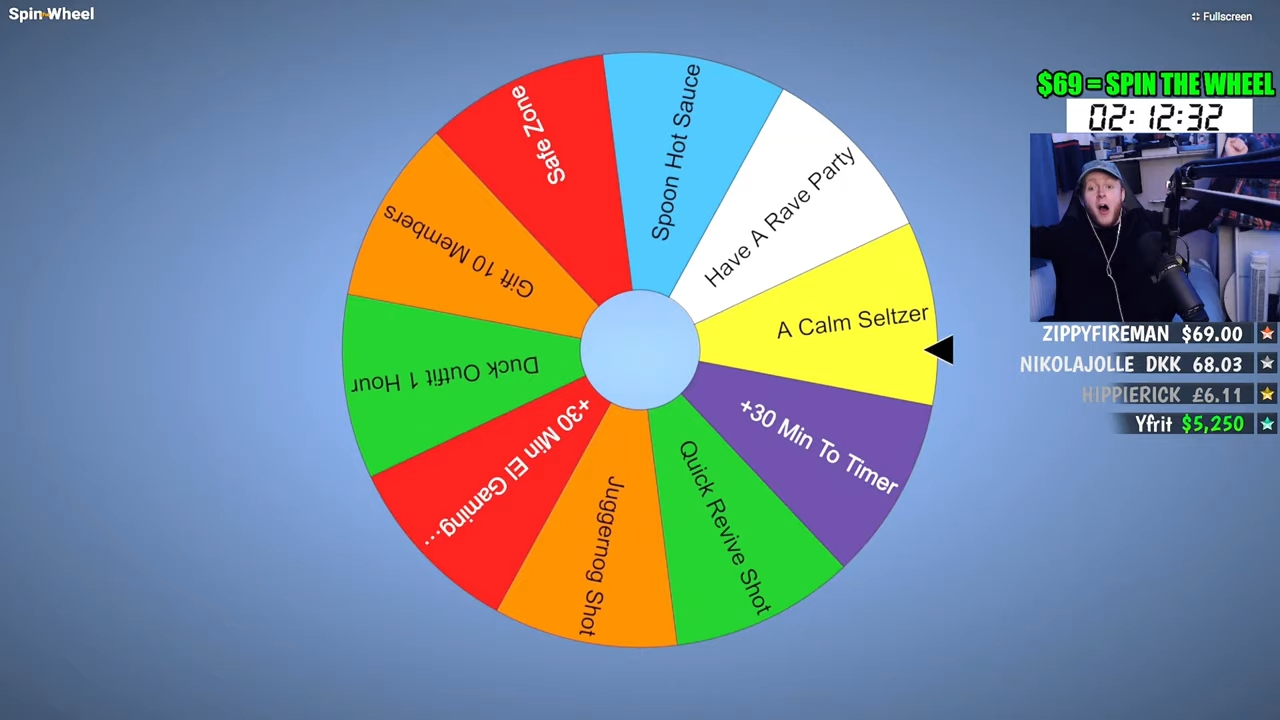 Spin the Wheel
Fullscreen
$69 = SPIN THE WHEEL
02:12:32
Safe Zone
Spoon Hot Sauce
Have A Rave Party
A Calm Seltzer
+30 Min To Timer
Quick Revive Shot
Juggernog Shot
+30 Min El Gaming...
Duck Outfit 1 Hour
Gift 10 Members
ZIPPYFIREMAN $69.00
NIKOLAJOLLE DKK 68.03
HIPPIERICK £6.11
Yfrit $5,250